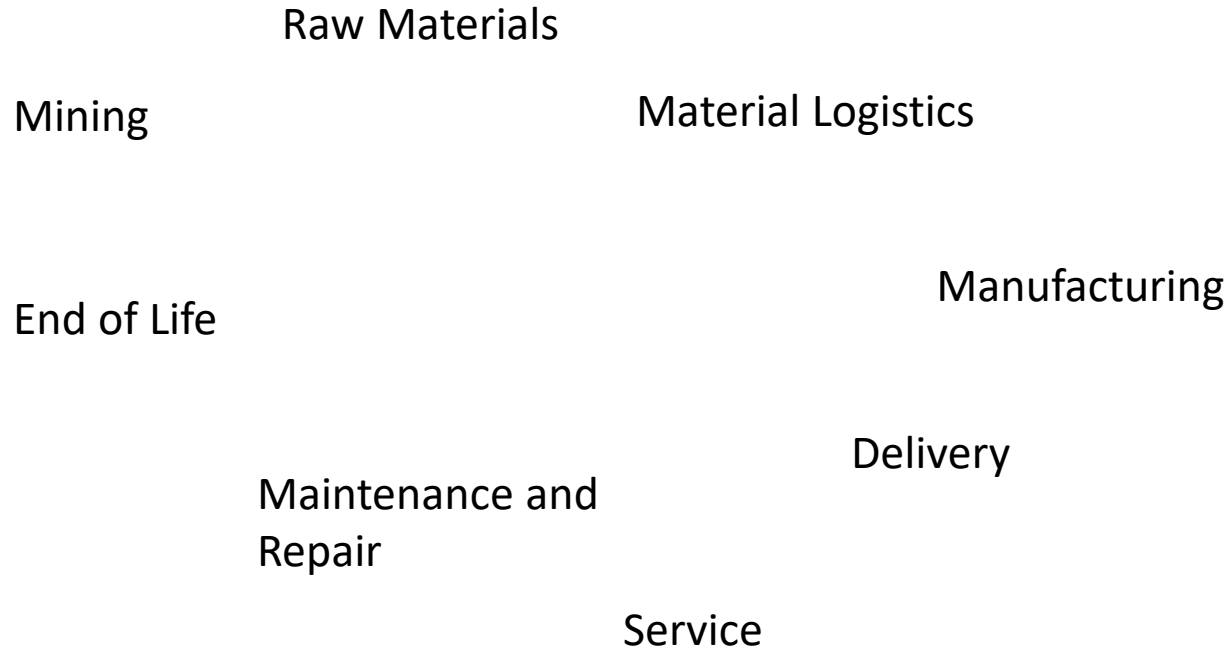 Raw Materials
Mining
Material Logistics
Manufacturing
End of Life
Delivery
Maintenance and
Repair
Service